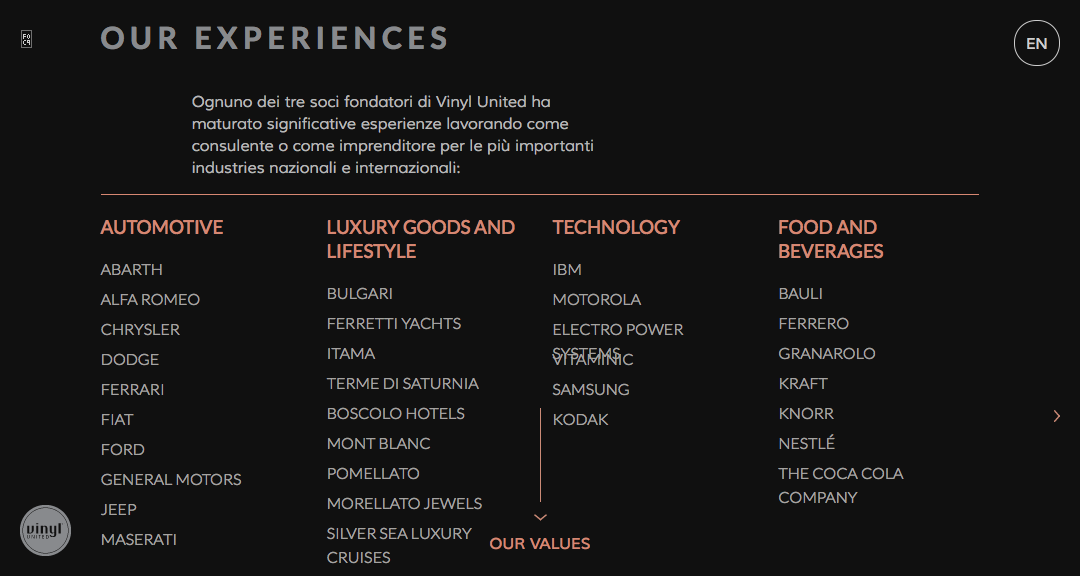 OUR EXPERIENCES
EN
Ognuno dei tre soci fondatori di Vinyl United ha
maturato significative esperienze lavorando come
consulente o come imprenditore per le più importanti
industries nazionali e internazionali:
AUTOMOTIVE
ABARTH
ALFA ROMEO
CHRYSLER
DODGE
FERRARI
FIAT
FORD
GENERAL MOTORS
JEEP
MASERATI
LUXURY GOODS AND
LIFESTYLE
BULGARI
FERRETTI YACHTS
ITAMA
TERME DI SATURNIA
BOSCOLO HOTELS
MONT BLANC
POMELLATO
MORELLATO JEWELS
SILVER SEA LUXURY
CRUISES
TECHNOLOGY
IBM
MOTOROLA
ELECTRO POWER
SYSTEMS
VITAMINIC
SAMSUNG
KODAK
FOOD AND
BEVERAGES
BAULI
FERRERO
GRANAROLO
KRAFT
KNORR
NESTLÉ
THE COCA COLA
COMPANY
OUR VALUES
vinyl
UNITED